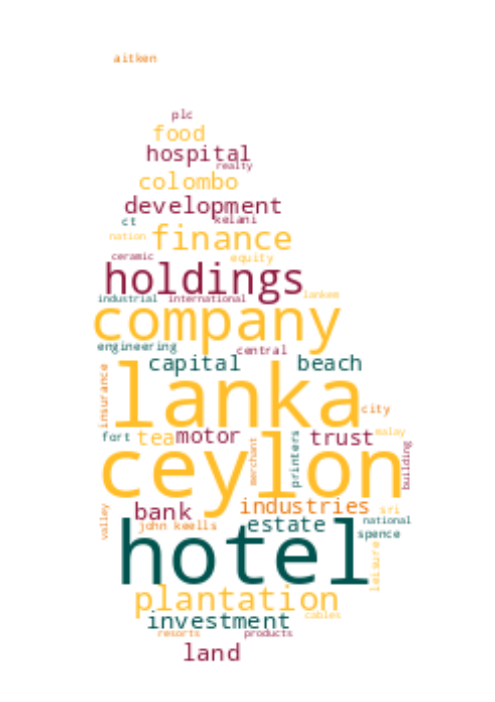 aitken
plc
food
hospital
realty
colombo
development
ct kelani
nation finance
ceramic equity
holdings
industrial international lankem
company
engineering central
capital beach
insurance
lanka
city
fort tea motor trust malay
merchant printers building
ceylon
industries
valley bank sri
john keells estate national
spence
hotel
leisure
plantation
investment cables
resorts products
land